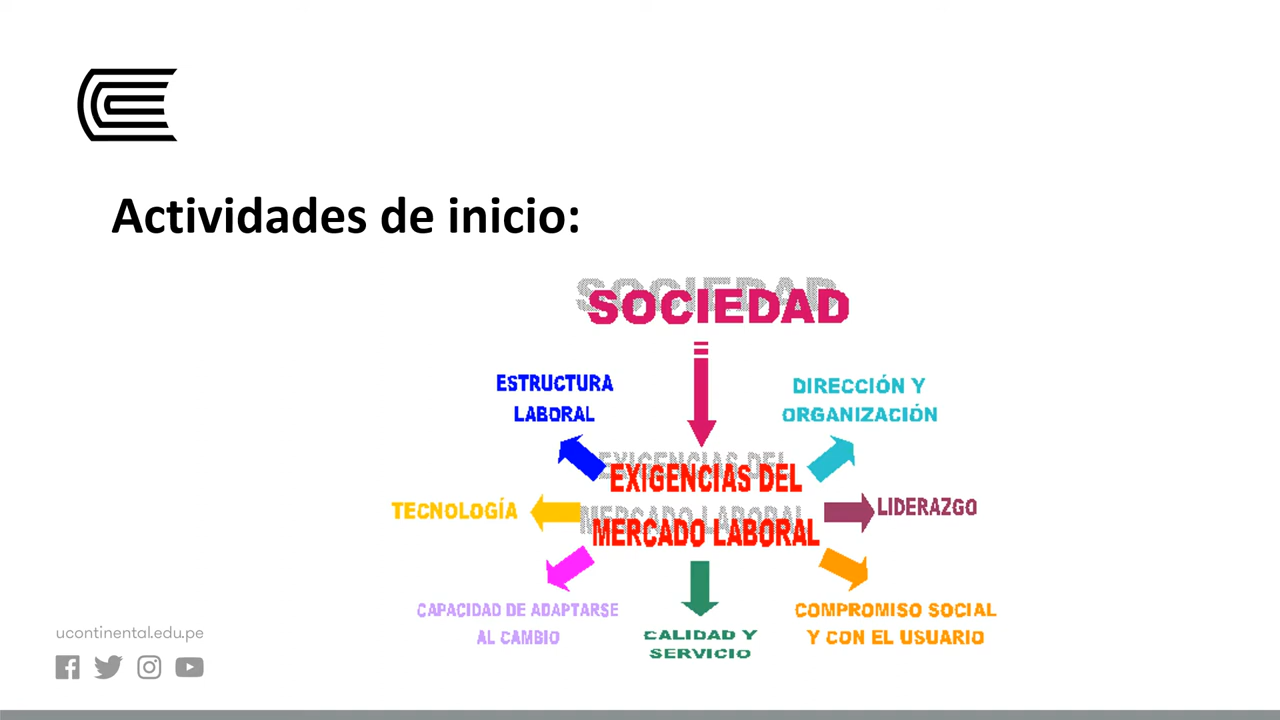 Actividades de inicio:
SOCIEDAD
ESTRUCTURA
LABORAL
DIRECCIÓN Y
ORGANIZACIÓN
EXIGENCIAS DEL
MERCADO LABORAL
TECNOLOGÍA
LIDERAZGO
CAPACIDAD DE ADAPTARSE
AL CAMBIO
CALIDAD Y
SERVICIO
COMPROMISO SOCIAL
Y CON EL USUARIO
ucontinental.edu.pe